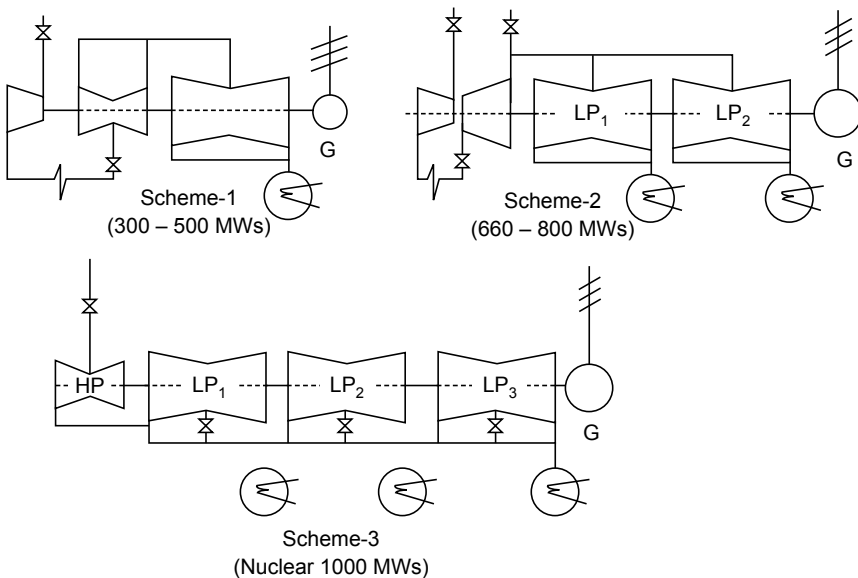 G
Scheme-1
(300 – 500 MWs)
LP₁ LP₂
G
Scheme-2
(660 – 800 MWs)
HP LP₁ LP₂ LP₃
G
Scheme-3
(Nuclear 1000 MWs)